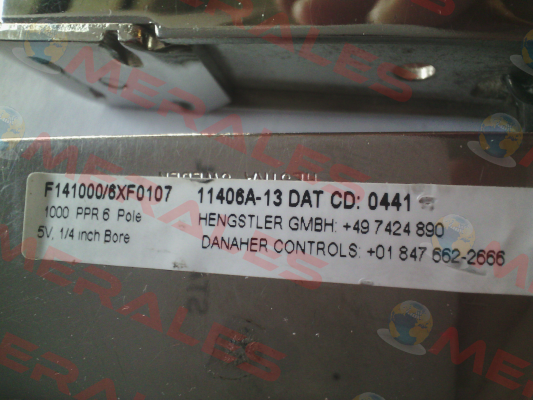 F141000/6XF0107 11406A-13 DAT CD: 0441
1000 PPR 6 Pole HENGSTLER GMBH: +49 7424 890
5V, 1/4 inch Bore DANAHER CONTROLS: +01 847 662-2666
MERALES